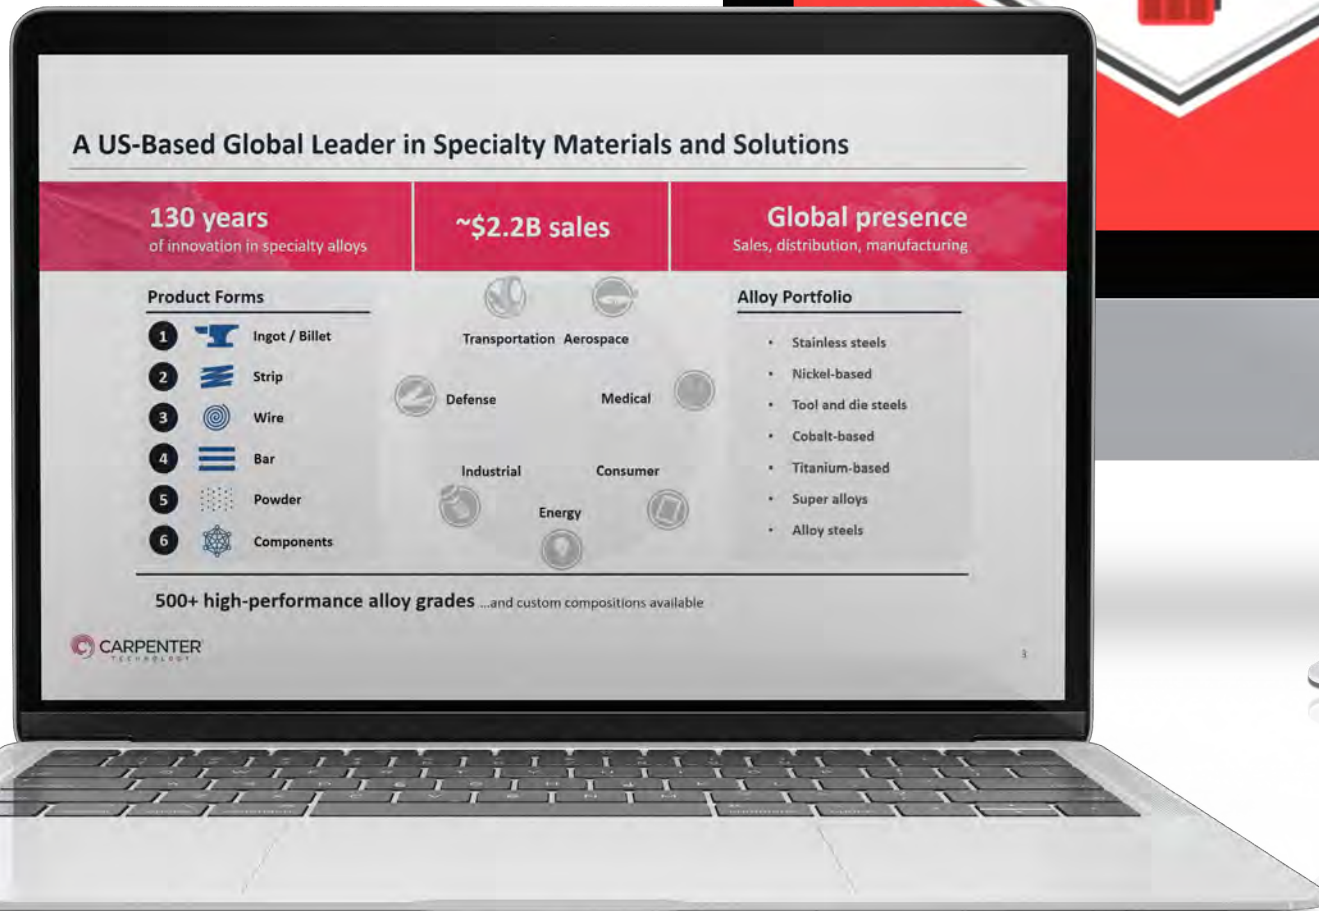 A US-Based Global Leader in Specialty Materials and Solutions
130 years
of innovation in specialty alloys
~$2.2B sales
Global presence
Sales, distribution, manufacturing
Product Forms
1 Ingot / Billet
2 Strip
3 Wire
4 Bar
5 Powder
6 Components
Transportation Aerospace
Defense Medical
Industrial Consumer
Energy
Alloy Portfolio
• Stainless steels
• Nickel-based
• Tool and die steels
• Cobalt-based
• Titanium-based
• Super alloys
• Alloy steels
500+ high-performance alloy grades ...and custom compositions available
CARPENTER
TECHNOLOGY
3